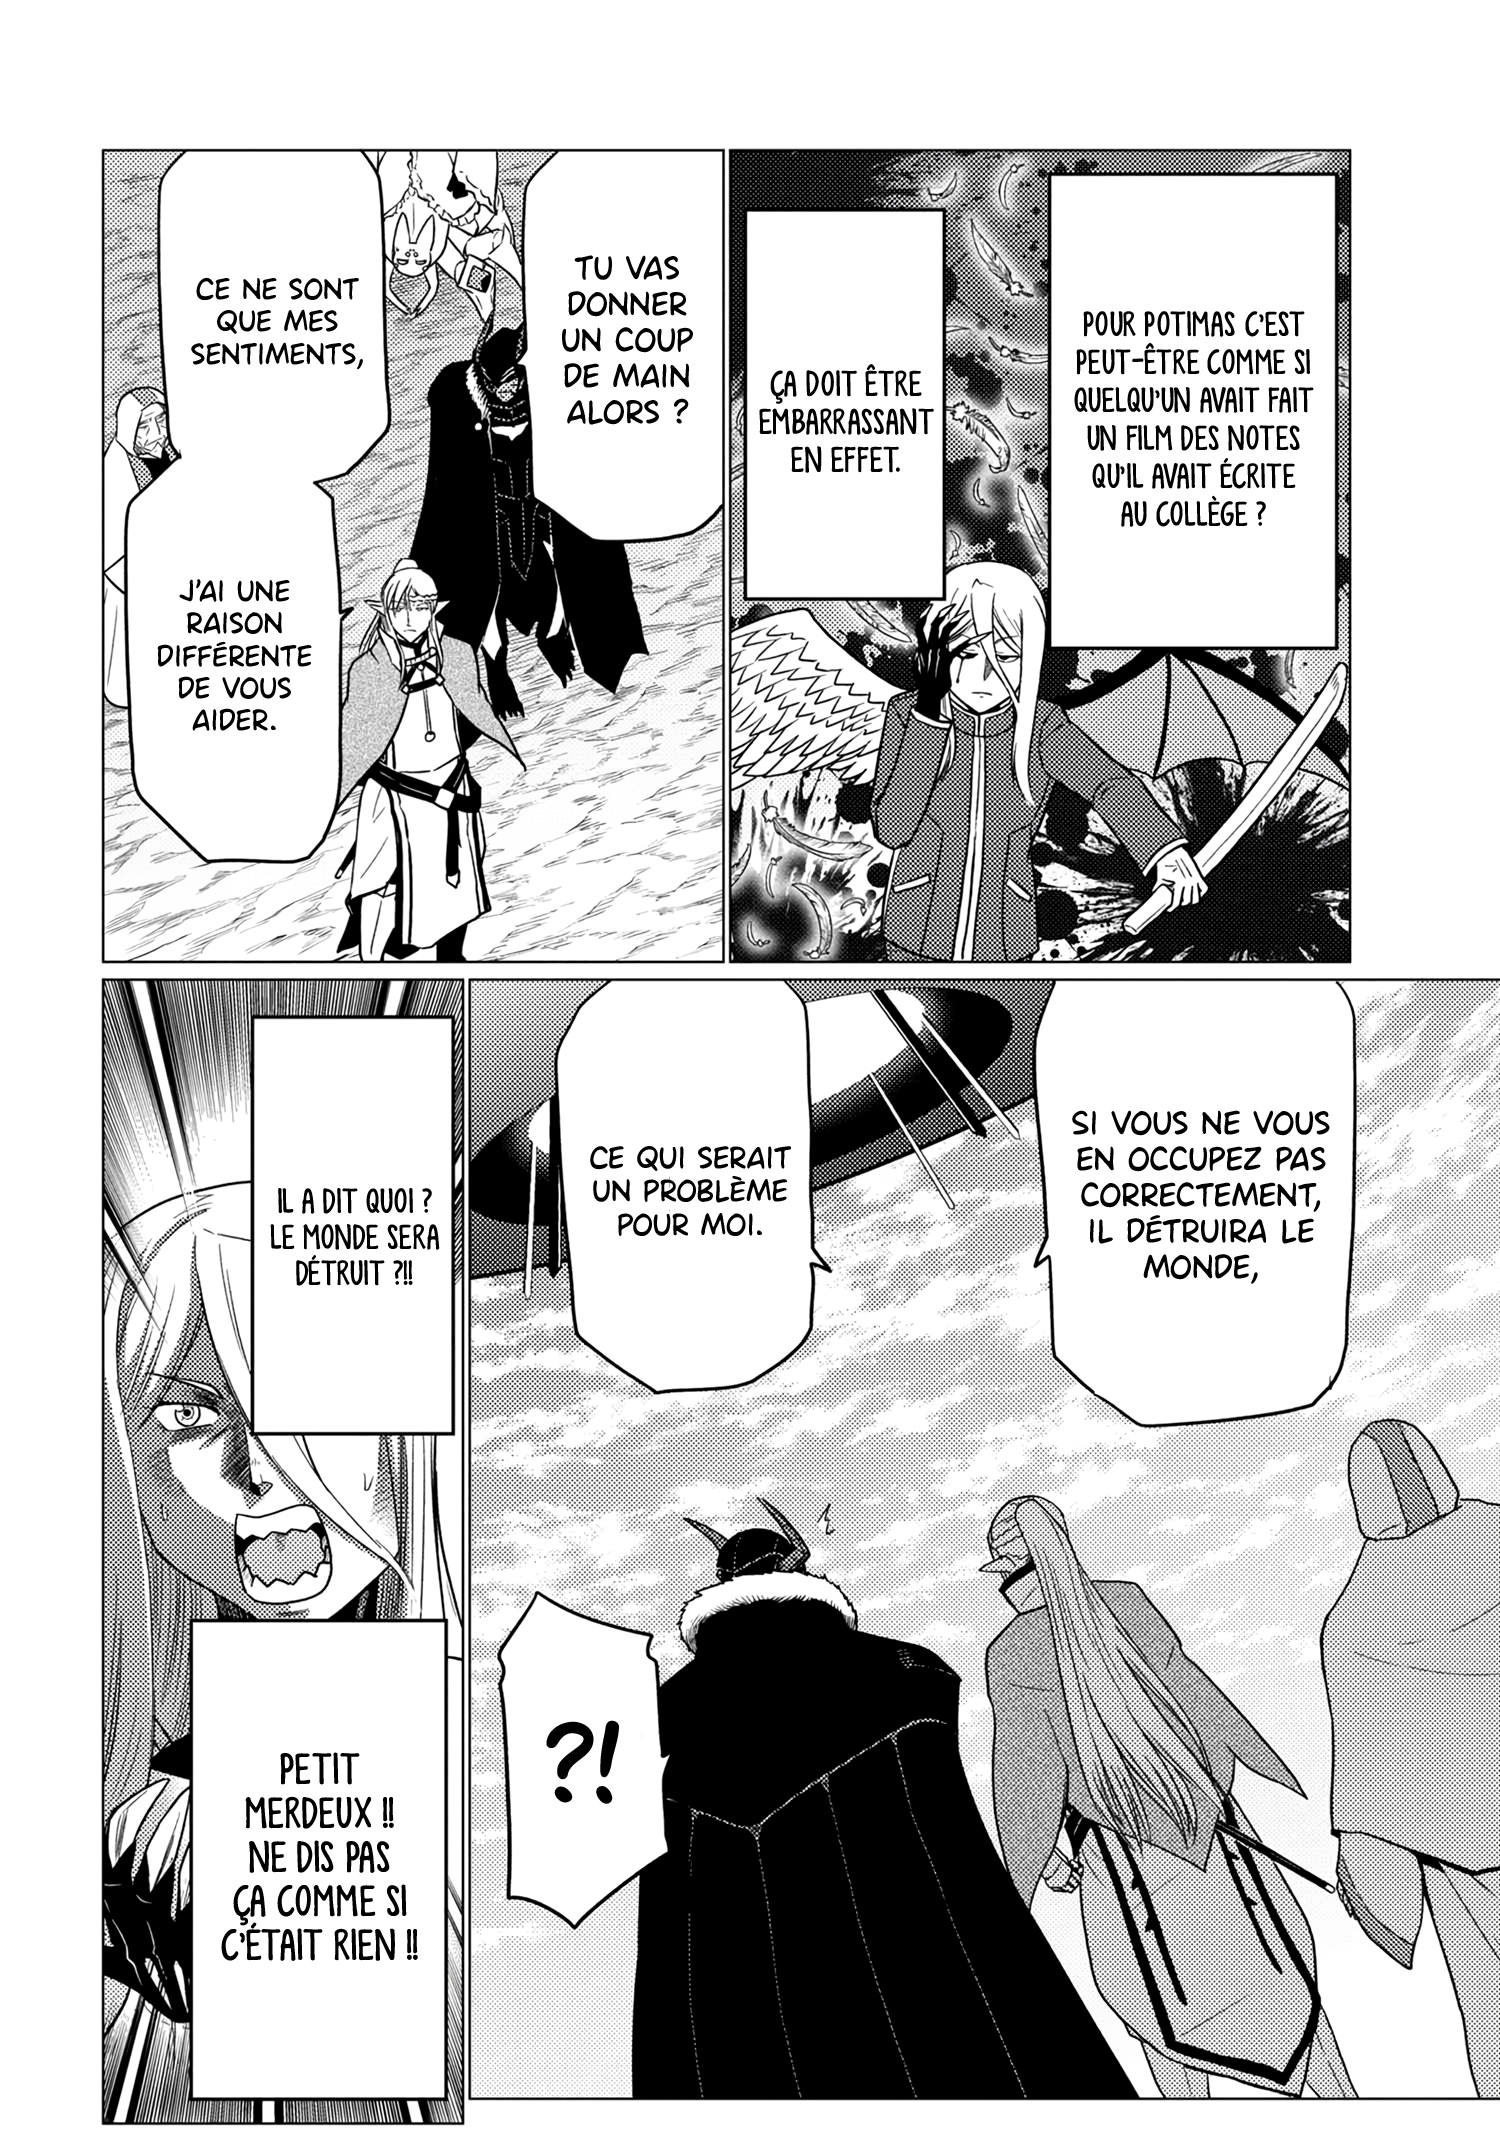 POUR POTIMAS C'EST
PEUT-ÊTRE COMME SI
QUELQU'UN AVAIT FAIT
UN FILM DES NOTES
QU'IL AVAIT ÉCRITE
AU COLLÈGE ?
ÇA DOIT ÊTRE
EMBARRASSANT
EN EFFET.
TU VAS
DONNER
UN COUP
DE MAIN
ALORS ?
CE NE SONT
QUE MES
SENTIMENTS,
J'AI UNE
RAISON
DIFFÉRENTE
DE VOUS
AIDER.
SI VOUS NE VOUS
EN OCCUPEZ PAS
CORRECTEMENT,
IL DÉTRUIRA LE
MONDE,
CE QUI SERAIT
UN PROBLÈME
POUR MOI.
?!
IL A DIT QUOI ?
LE MONDE SERA
DÉTRUIT ?!!
PETIT
MERDEUX !!
NE DIS PAS
ÇA COMME SI
C'ÉTAIT RIEN !!